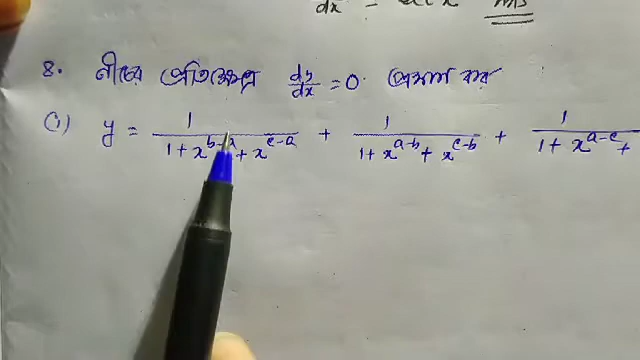 8. নীচের প্রতিক্ষেত্রে dy/dx = 0. প্রমাণ কর
(i) y = 1/(1 + x^(b-a) + x^(c-a)) + 1/(1 + x^(a-b) + x^(c-b)) + 1/(1 + x^(a-c) +